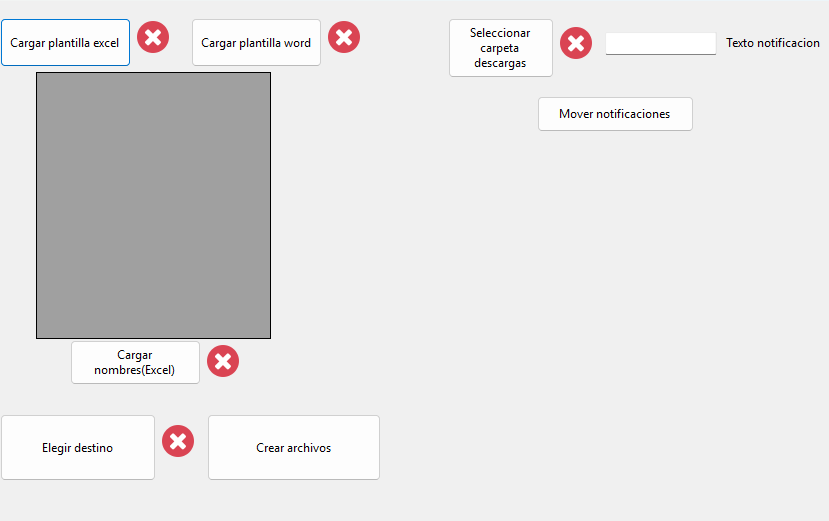 Cargar plantilla excel
Cargar plantilla word
Seleccionar
carpeta
descargas
Texto notificacion
Mover notificaciones
Cargar
nombres(Excel)
Elegir destino
Crear archivos